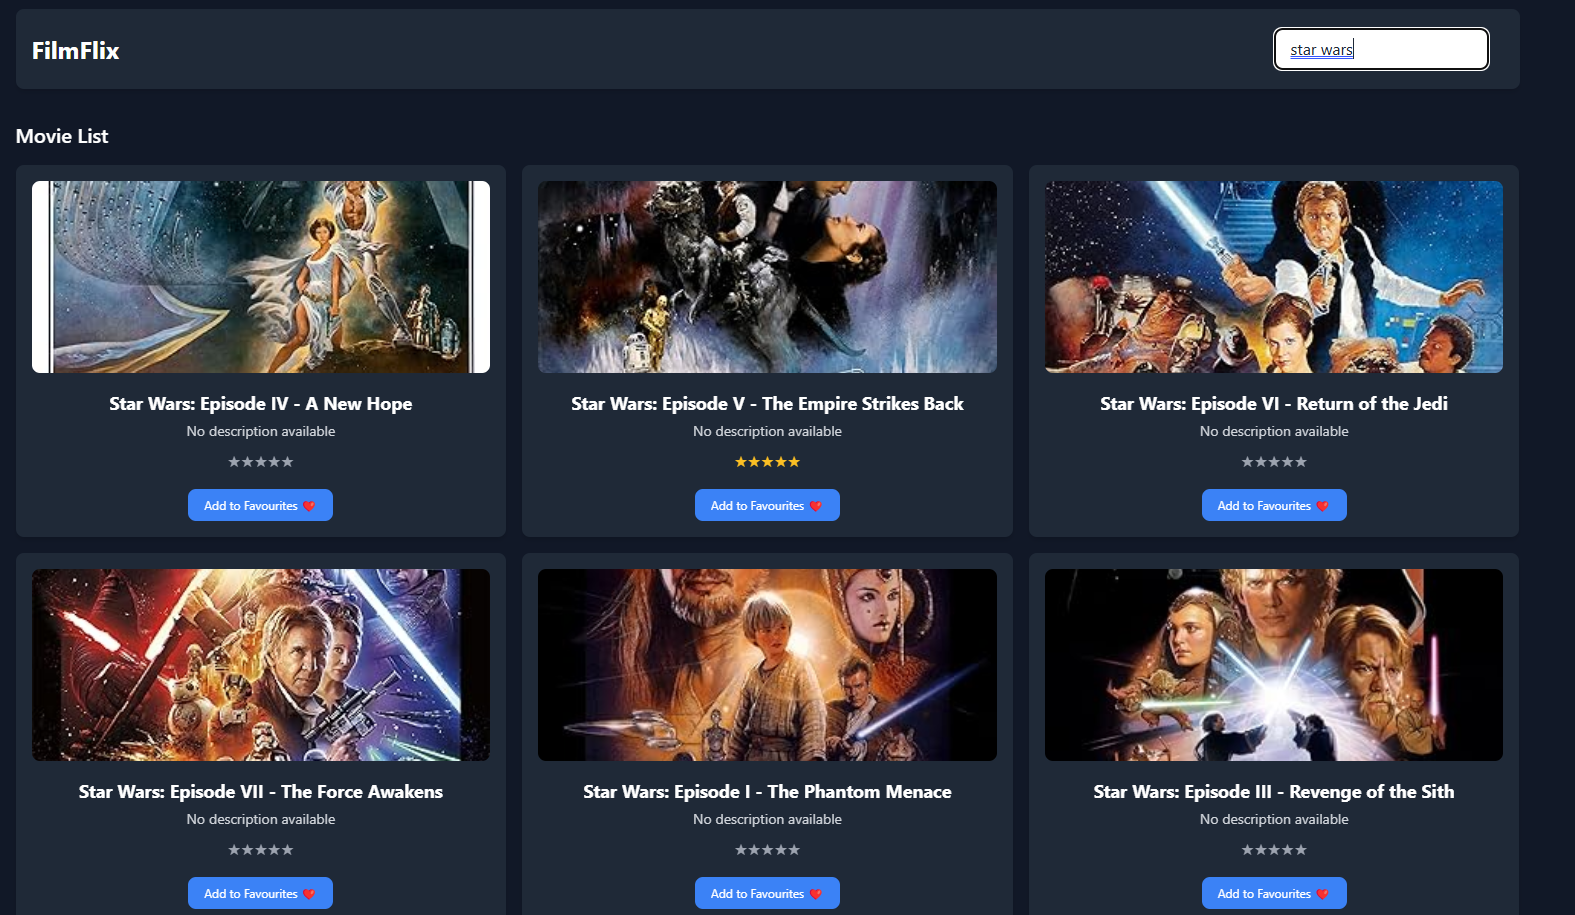 FilmFlix
star wars
Movie List
Star Wars: Episode IV - A New Hope
No description available
★★★★★
Add to Favourites ❤️
Star Wars: Episode V - The Empire Strikes Back
No description available
★★★★★
Add to Favourites ❤️
Star Wars: Episode VI - Return of the Jedi
No description available
★★★★★
Add to Favourites ❤️
Star Wars: Episode VII - The Force Awakens
No description available
★★★★★
Add to Favourites ❤️
Star Wars: Episode I - The Phantom Menace
No description available
★★★★★
Add to Favourites ❤️
Star Wars: Episode III - Revenge of the Sith
No description available
★★★★★
Add to Favourites ❤️